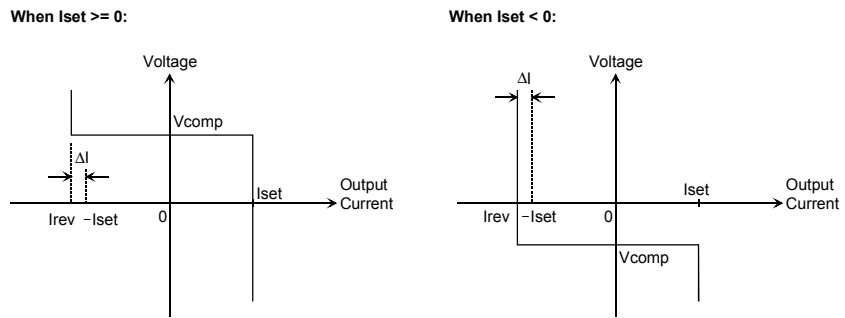 When Iset >= 0:
Voltage
Vcomp
ΔI
Iset
Output
Current
Irev
−Iset
0
When Iset < 0:
Voltage
ΔI
Iset
Output
Current
Irev
−Iset
0
Vcomp